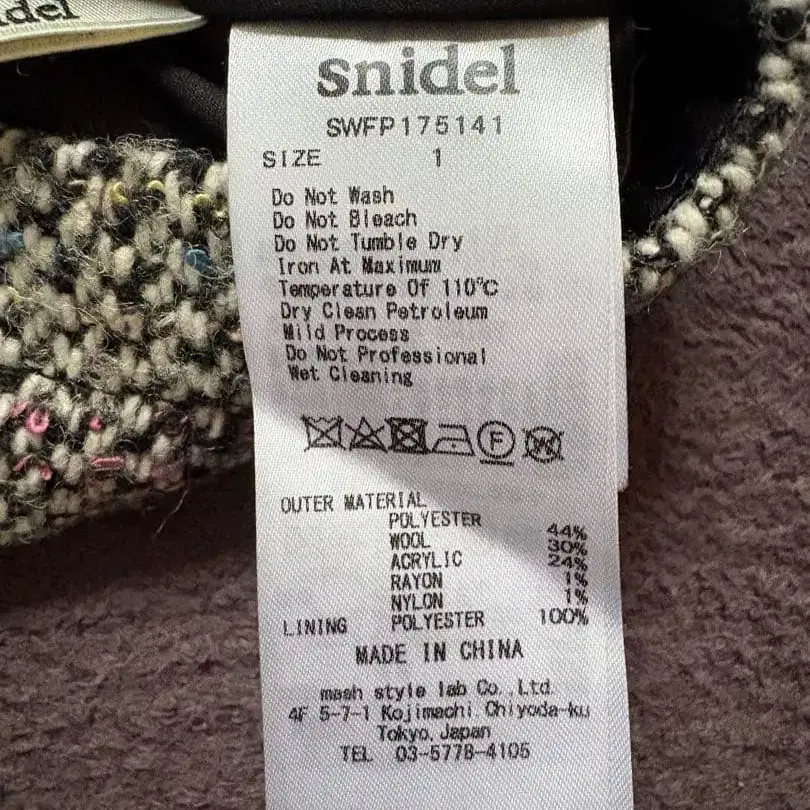 idel
snidel
SWFP175141
SIZE 1
Do Not Wash
Do Not Bleach
Do Not Tumble Dry
Iron At Maximum
Temperature Of 110℃
Dry Clean Petroleum
Mild Process
Do Not Professional
Wet Cleaning
F W
OUTER MATERIAL
POLYESTER 44%
WOOL 30%
ACRYLIC 24%
RAYON 1%
NYLON 1%
LINING POLYESTER 100%
MADE IN CHINA
mash style lab Co.,Ltd.
4F 5-7-1 Kojimachi, Chiyoda-ku
Tokyo, Japan
TEL 03-5778-4105